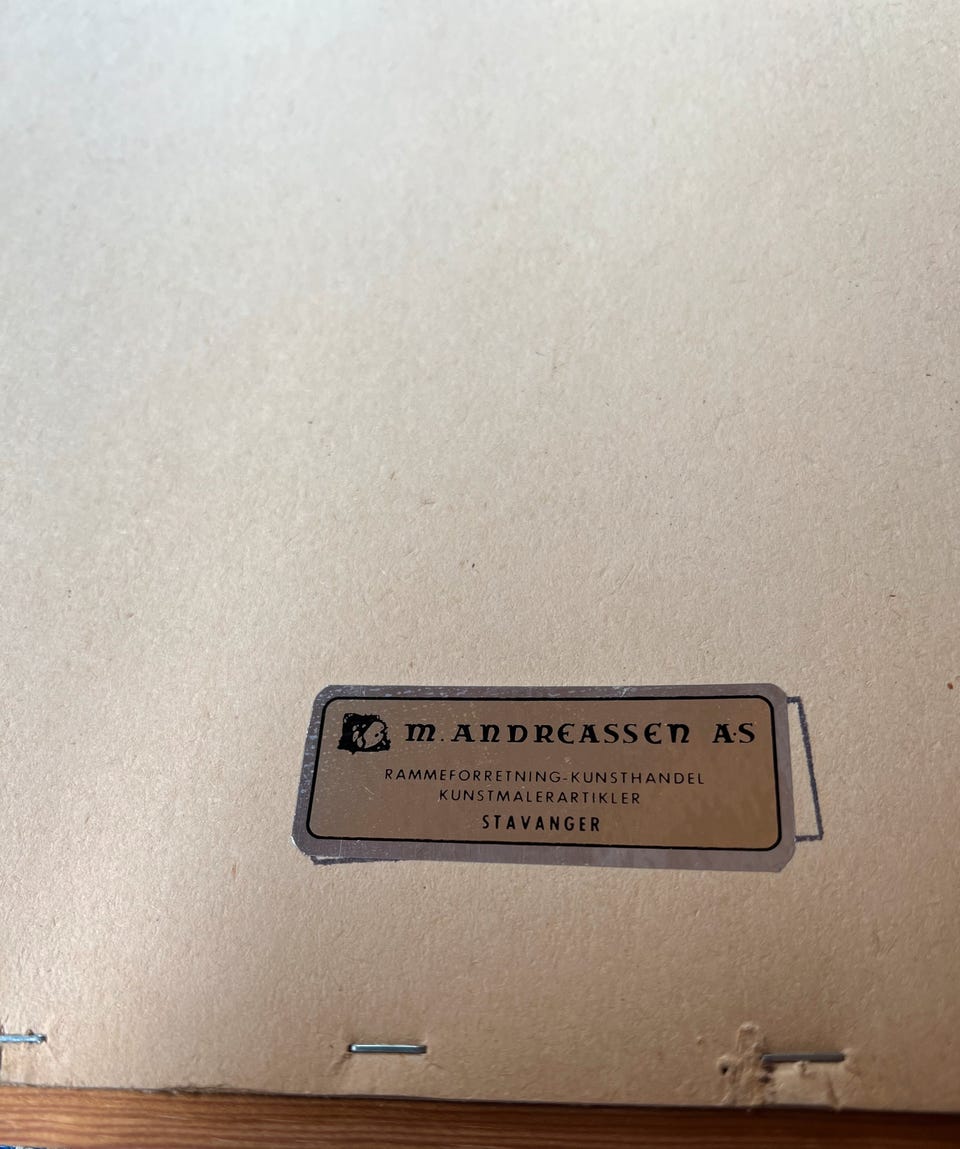 M. ANDREASSEN A·S
RAMMEFORRETNING-KUNSTHANDEL
KUNSTMALERARTIKLER
STAVANGER